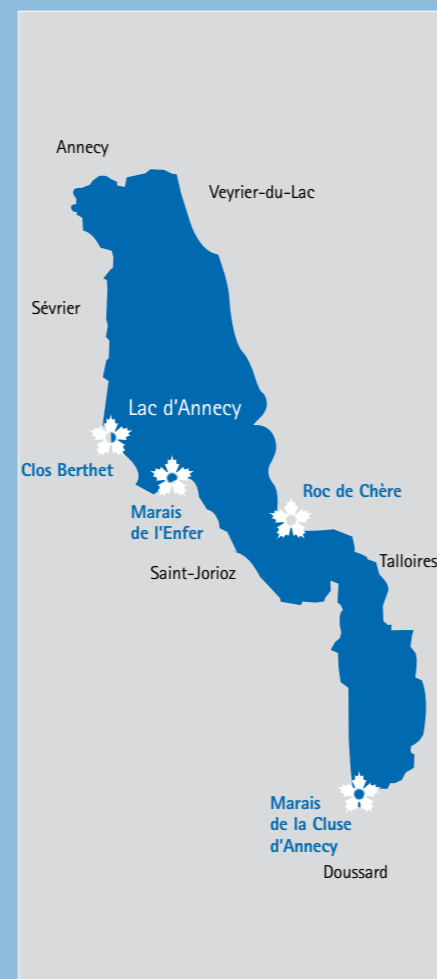 Annecy
Veyrier-du-Lac
Sévrier
Lac d'Annecy
Clos Berthet
Roc de Chère
Marais
de l'Enfer
Talloires
Saint-Jorioz
Marais
de la Cluse
d'Annecy
Doussard